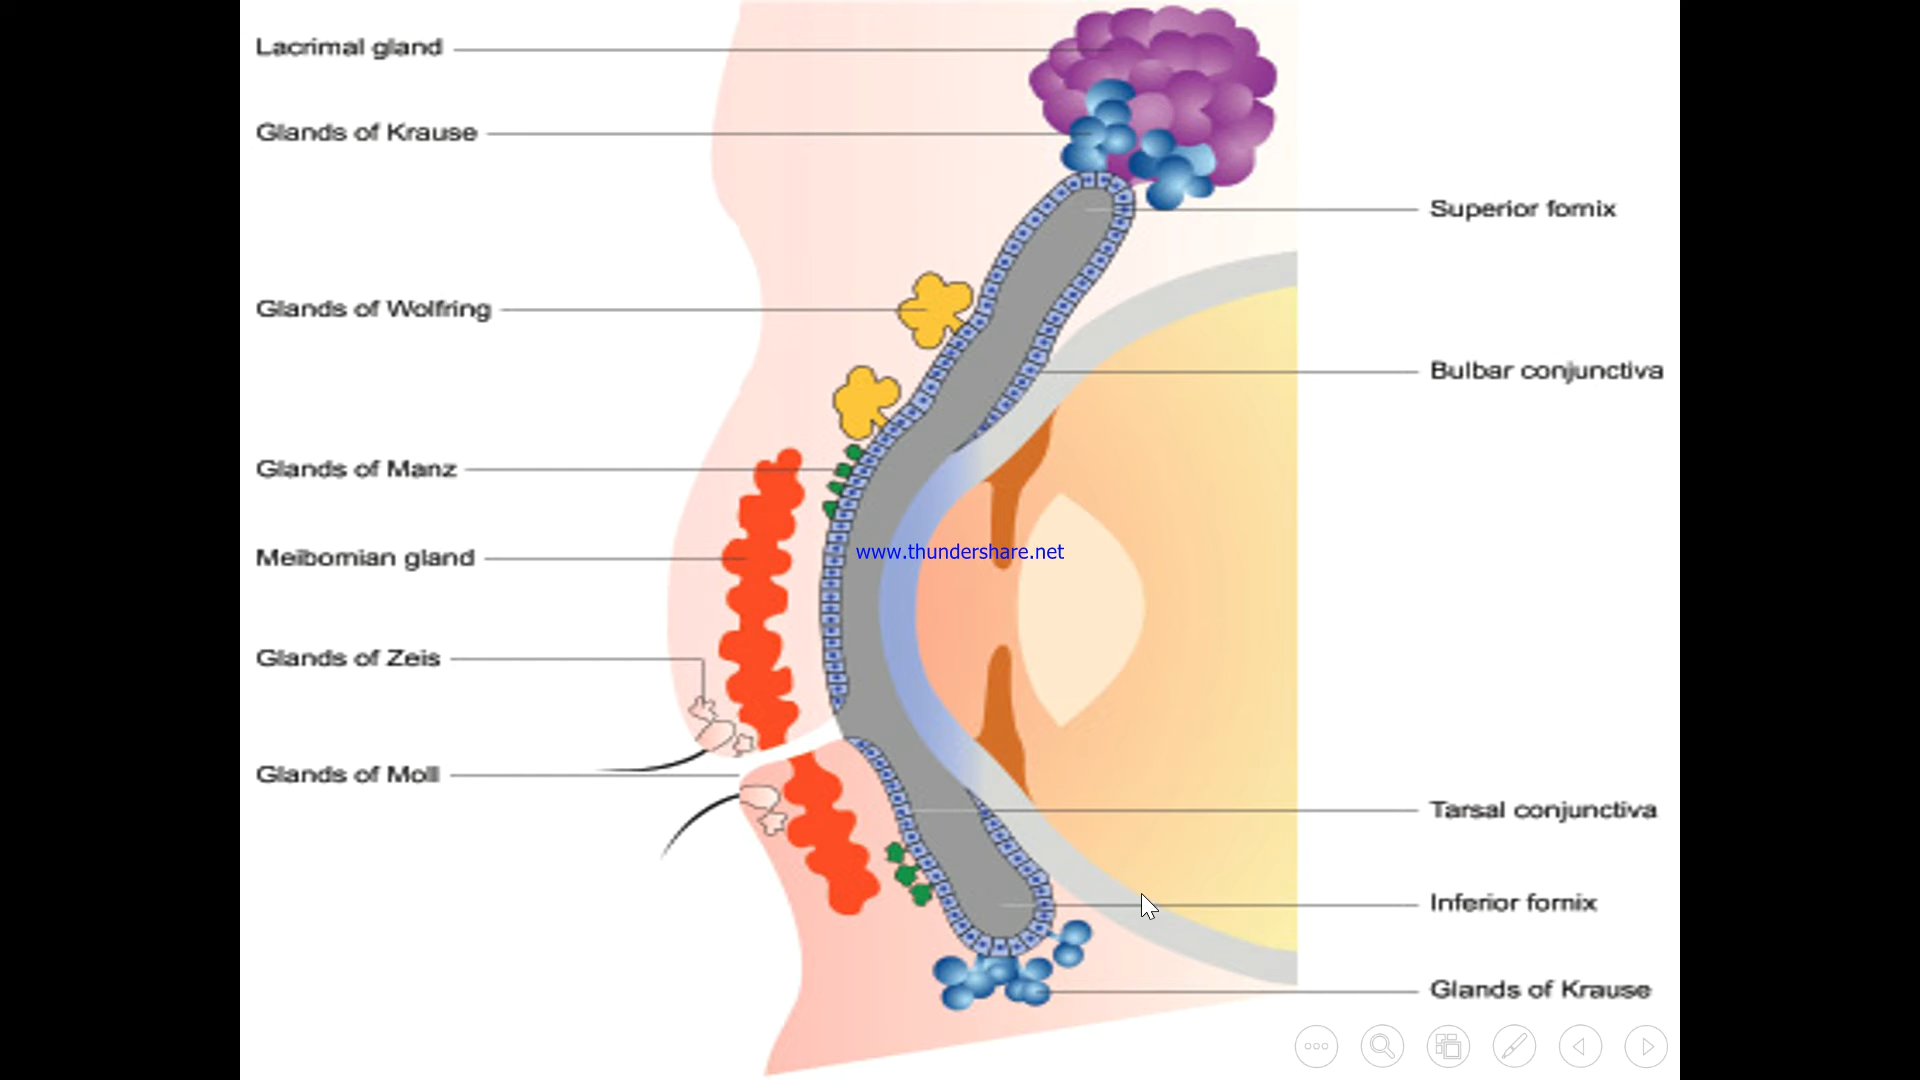 Lacrimal gland
Glands of Krause
Superior fornix
Glands of Wolfring
Bulbar conjunctiva
Glands of Manz
www.thundershare.net
Meibomian gland
Glands of Zeis
Glands of Moll
Tarsal conjunctiva
Inferior fornix
Glands of Krause